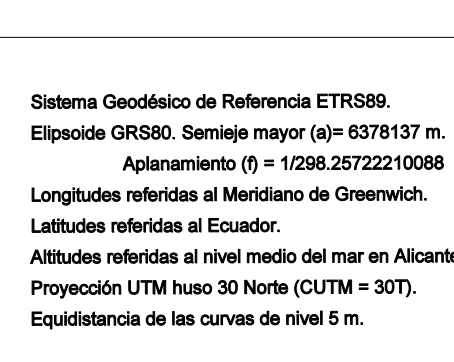 Sistema Geodésico de Referencia ETRS89.
Elipsoide GRS80. Semieje mayor (a)= 6378137 m.
Aplanamiento (f) = 1/298.25722210088
Longitudes referidas al Meridiano de Greenwich.
Latitudes referidas al Ecuador.
Altitudes referidas al nivel medio del mar en Alicante
Proyección UTM huso 30 Norte (CUTM = 30T).
Equidistancia de las curvas de nivel 5 m.